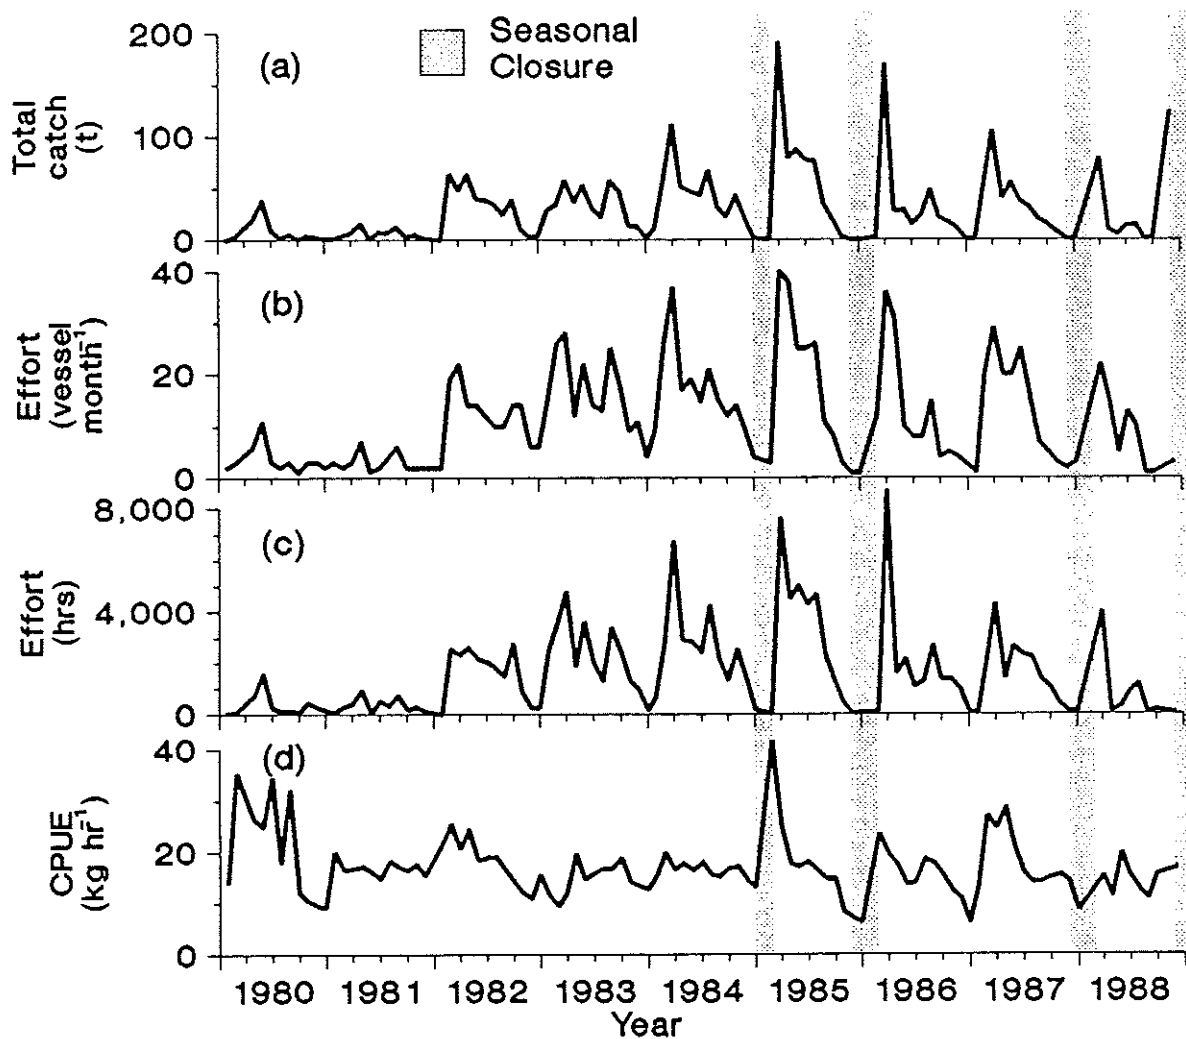 Seasonal
Closure
(a)
200
100
0
Total
catch
(t)
(b)
40
20
0
Effort
(vessel
month⁻¹)
(c)
8,000
4,000
0
Effort
(hrs)
(d)
40
20
0
CPUE
(kg hr⁻¹)
1980 1981 1982 1983 1984 1985 1986 1987 1988
Year